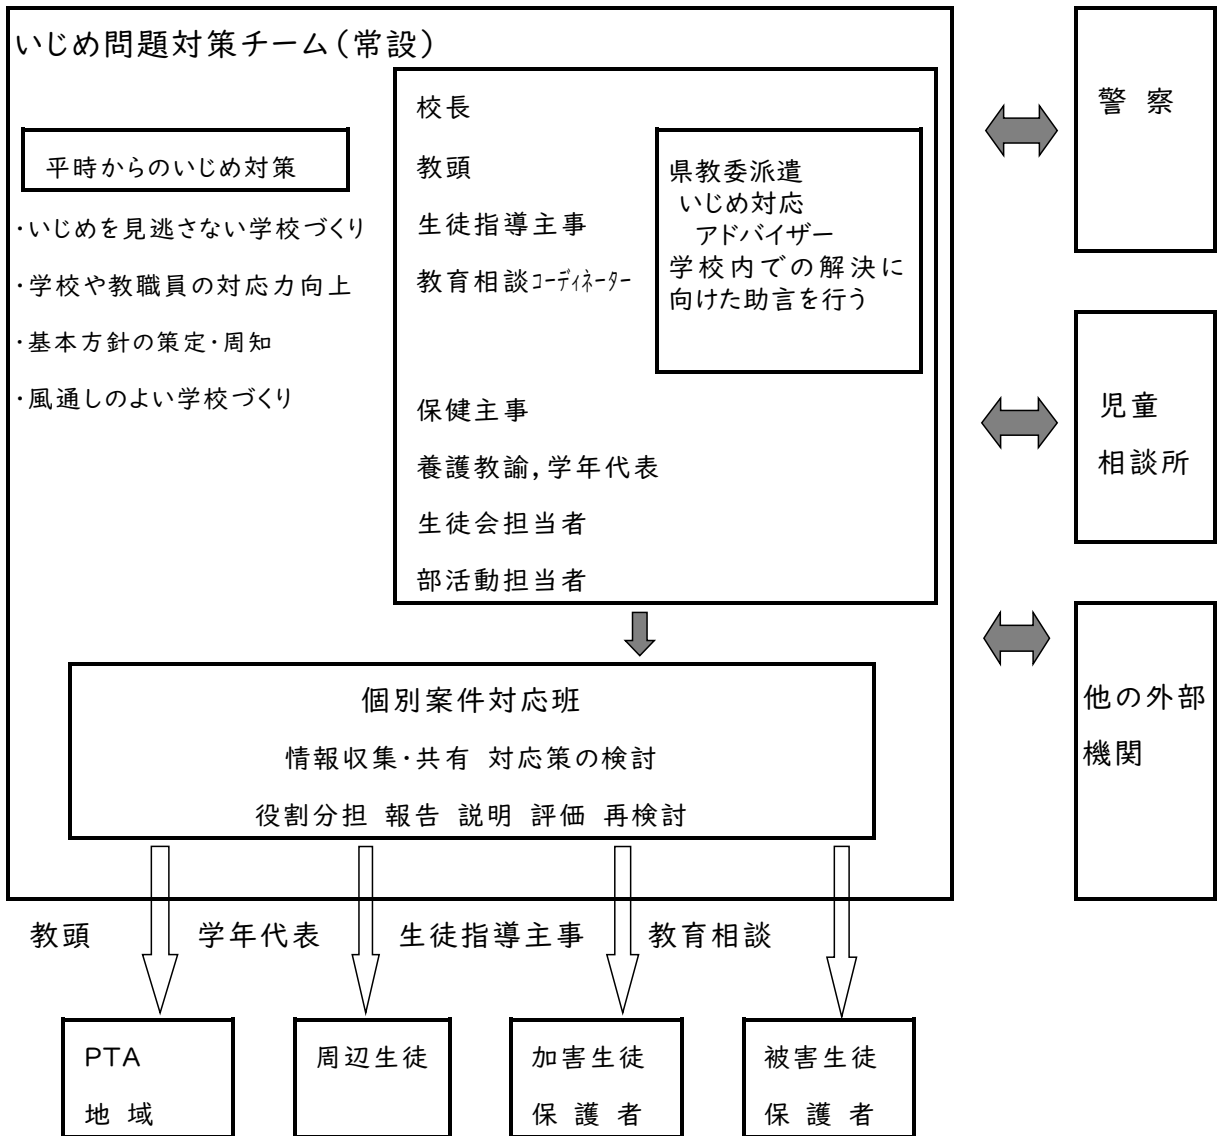 いじめ問題対策チーム(常設)
平時からのいじめ対策
・いじめを見逃さない学校づくり
・学校や教職員の対応力向上
・基本方針の策定・周知
・風通しのよい学校づくり
校長
教頭
生徒指導主事
教育相談コーディネーター
保健主事
養護教諭,学年代表
生徒会担当者
部活動担当者
県教委派遣
いじめ対応
アドバイザー
学校内での解決に
向けた助言を行う
個別案件対応班
情報収集・共有 対応策の検討
役割分担 報告 説明 評価 再検討
教頭 学年代表 生徒指導主事 教育相談
PTA
地 域
周辺生徒
加害生徒
保 護 者
被害生徒
保 護 者
警 察
児童
相談所
他の外部
機関